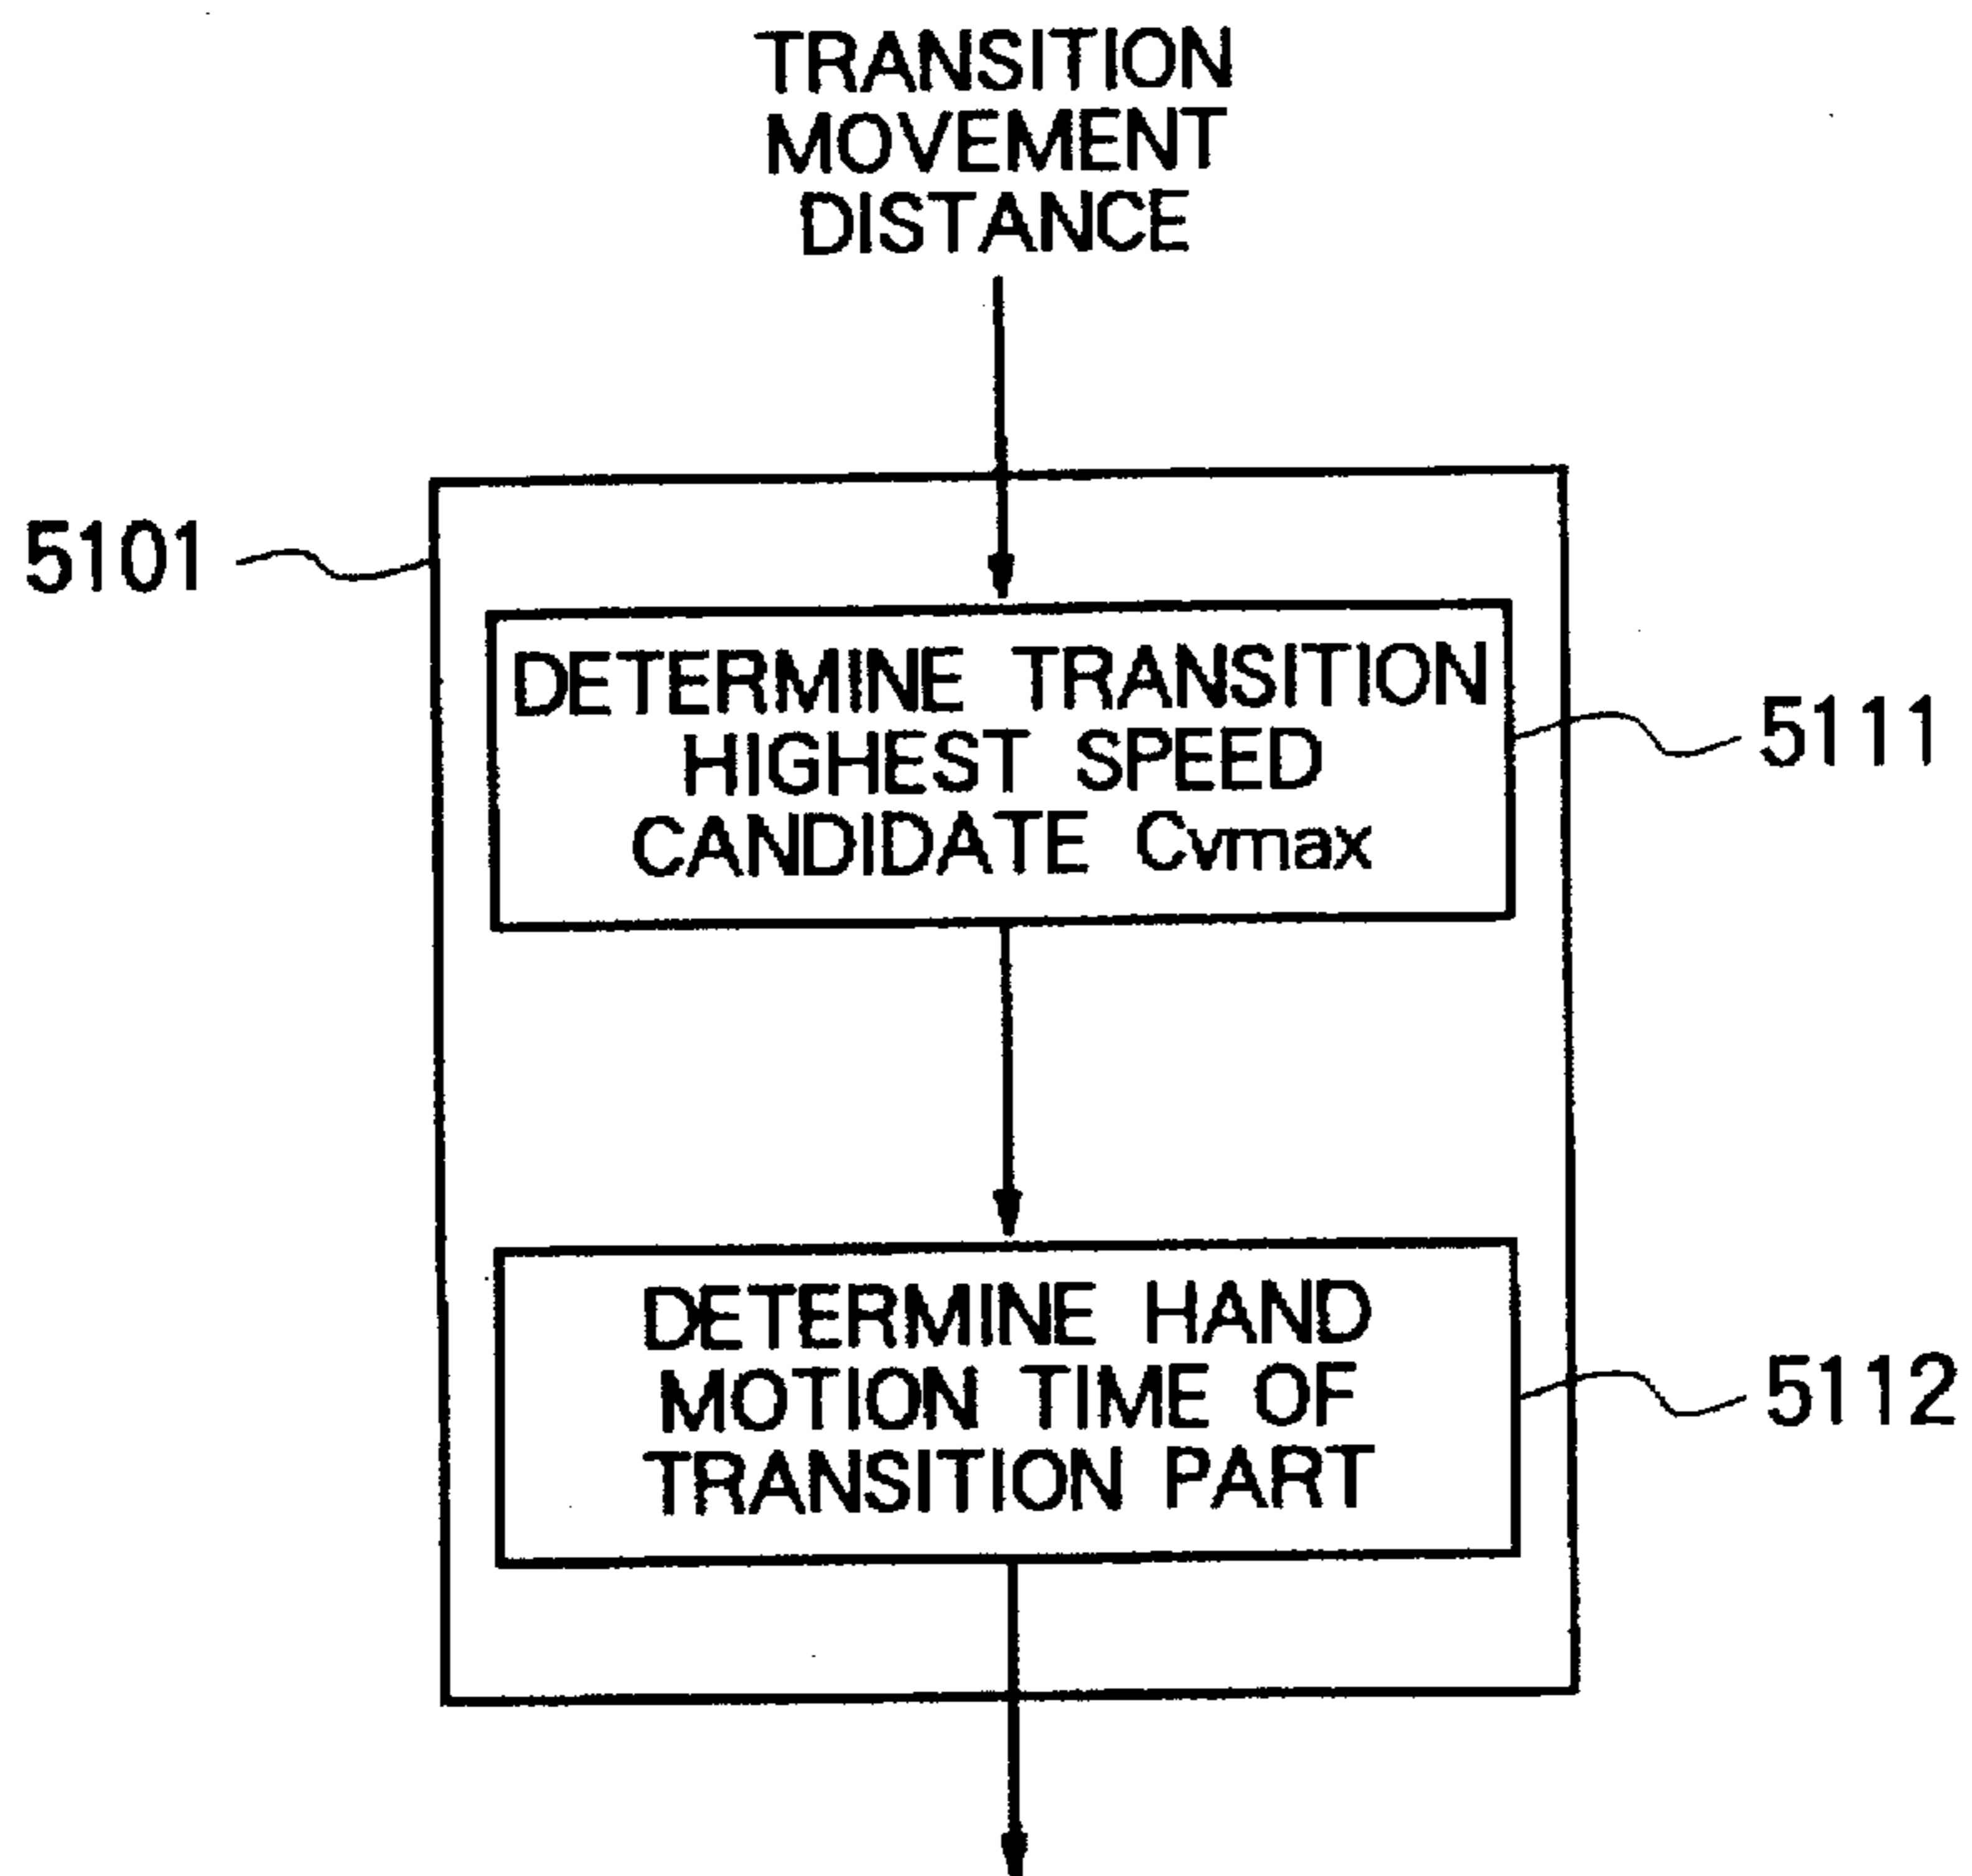 TRANSITION
MOVEMENT
DISTANCE
5101
DETERMINE TRANSITION
HIGHEST SPEED
CANDIDATE Cvmax
5111
DETERMINE HAND
MOTION TIME OF
TRANSITION PART
5112